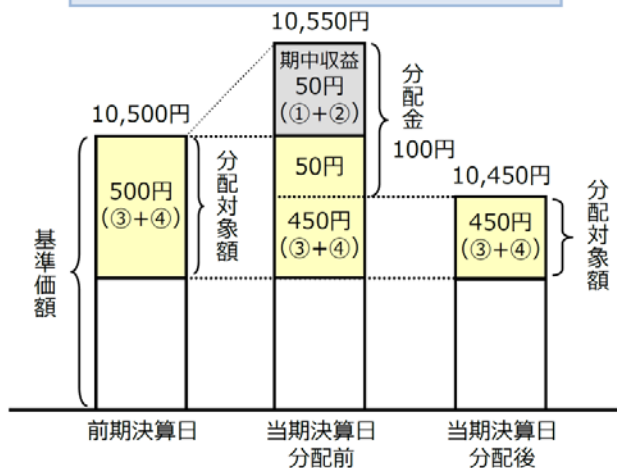 10,550円
期中収益
50円
(①+②)
分配金
100円
10,500円
500円
(③+④)
分配対象額
50円
450円
(③+④)
10,450円
450円
(③+④)
分配対象額
基準価額
前期決算日
当期決算日
分配前
当期決算日
分配後